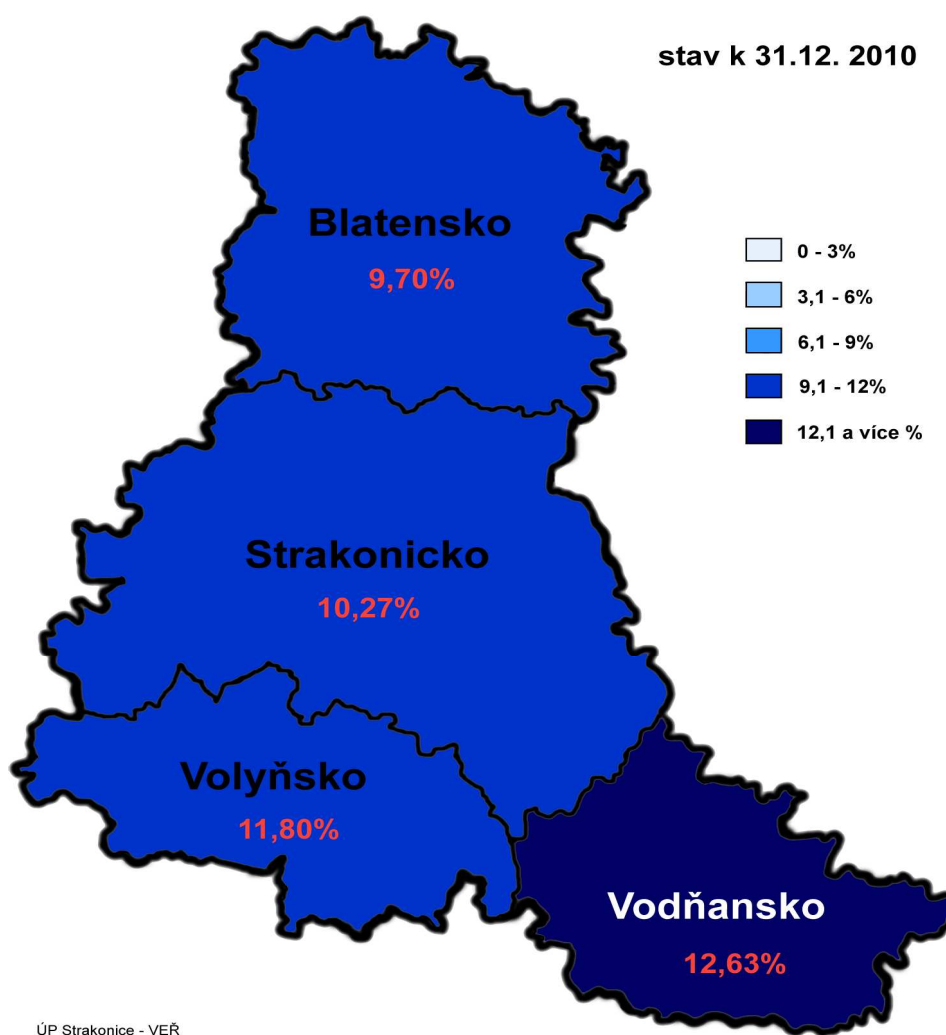 stav k 31.12. 2010
Blatensko
9,70%
0 - 3%
3,1 - 6%
6,1 - 9%
9,1 - 12%
12,1 a více %
Strakonicko
10,27%
Volyňsko
11,80%
Vodňansko
12,63%
ÚP Strakonice - VEŘ